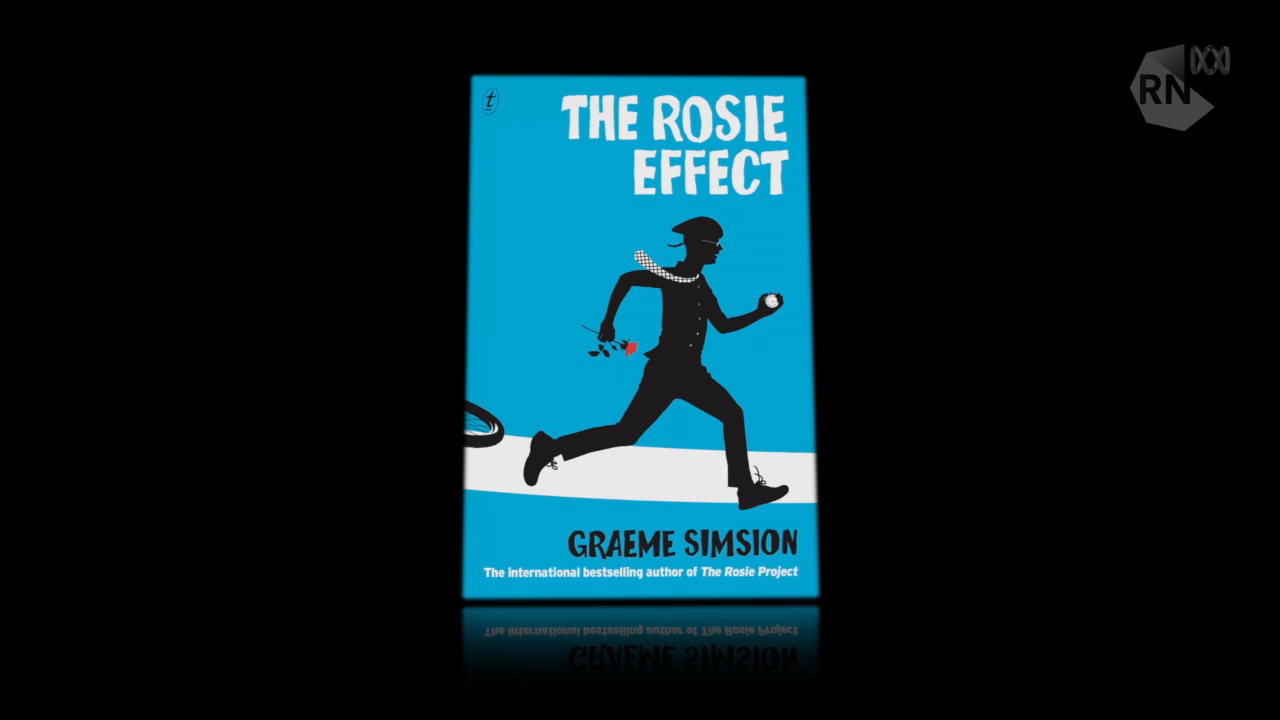 t
THE ROSIE
EFFECT
GRAEME SIMSION
The international bestselling author of The Rosie Project
RN